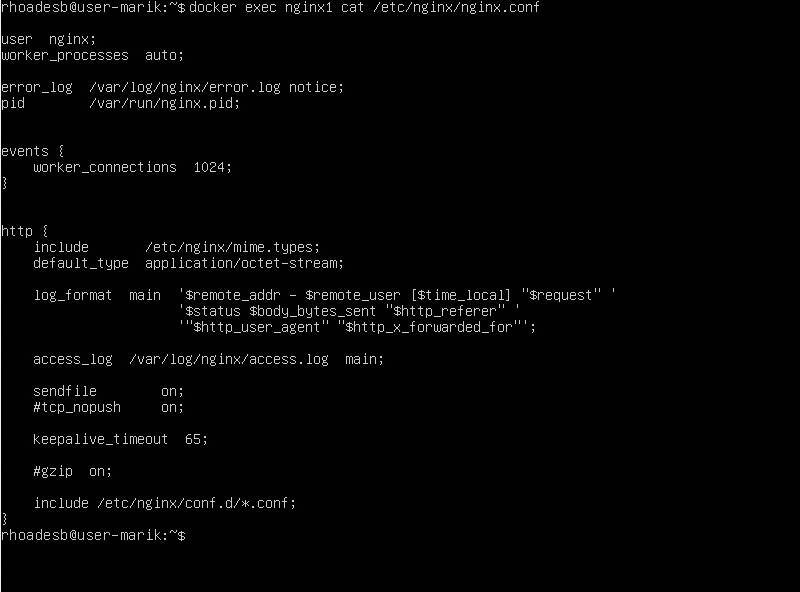 rhoadesb@user-marik:~$ docker exec nginx1 cat /etc/nginx/nginx.conf
user  nginx;
worker_processes  auto;
error_log  /var/log/nginx/error.log notice;
pid        /var/run/nginx.pid;
events {
    worker_connections  1024;
}
http {
    include       /etc/nginx/mime.types;
    default_type  application/octet-stream;
    log_format  main  '$remote_addr - $remote_user [$time_local] "$request" '
                      '$status $body_bytes_sent "$http_referer" '
                      '"$http_user_agent" "$http_x_forwarded_for"';
    access_log  /var/log/nginx/access.log  main;
    sendfile        on;
    #tcp_nopush     on;
    keepalive_timeout  65;
    #gzip  on;
    include /etc/nginx/conf.d/*.conf;
}
rhoadesb@user-marik:~$